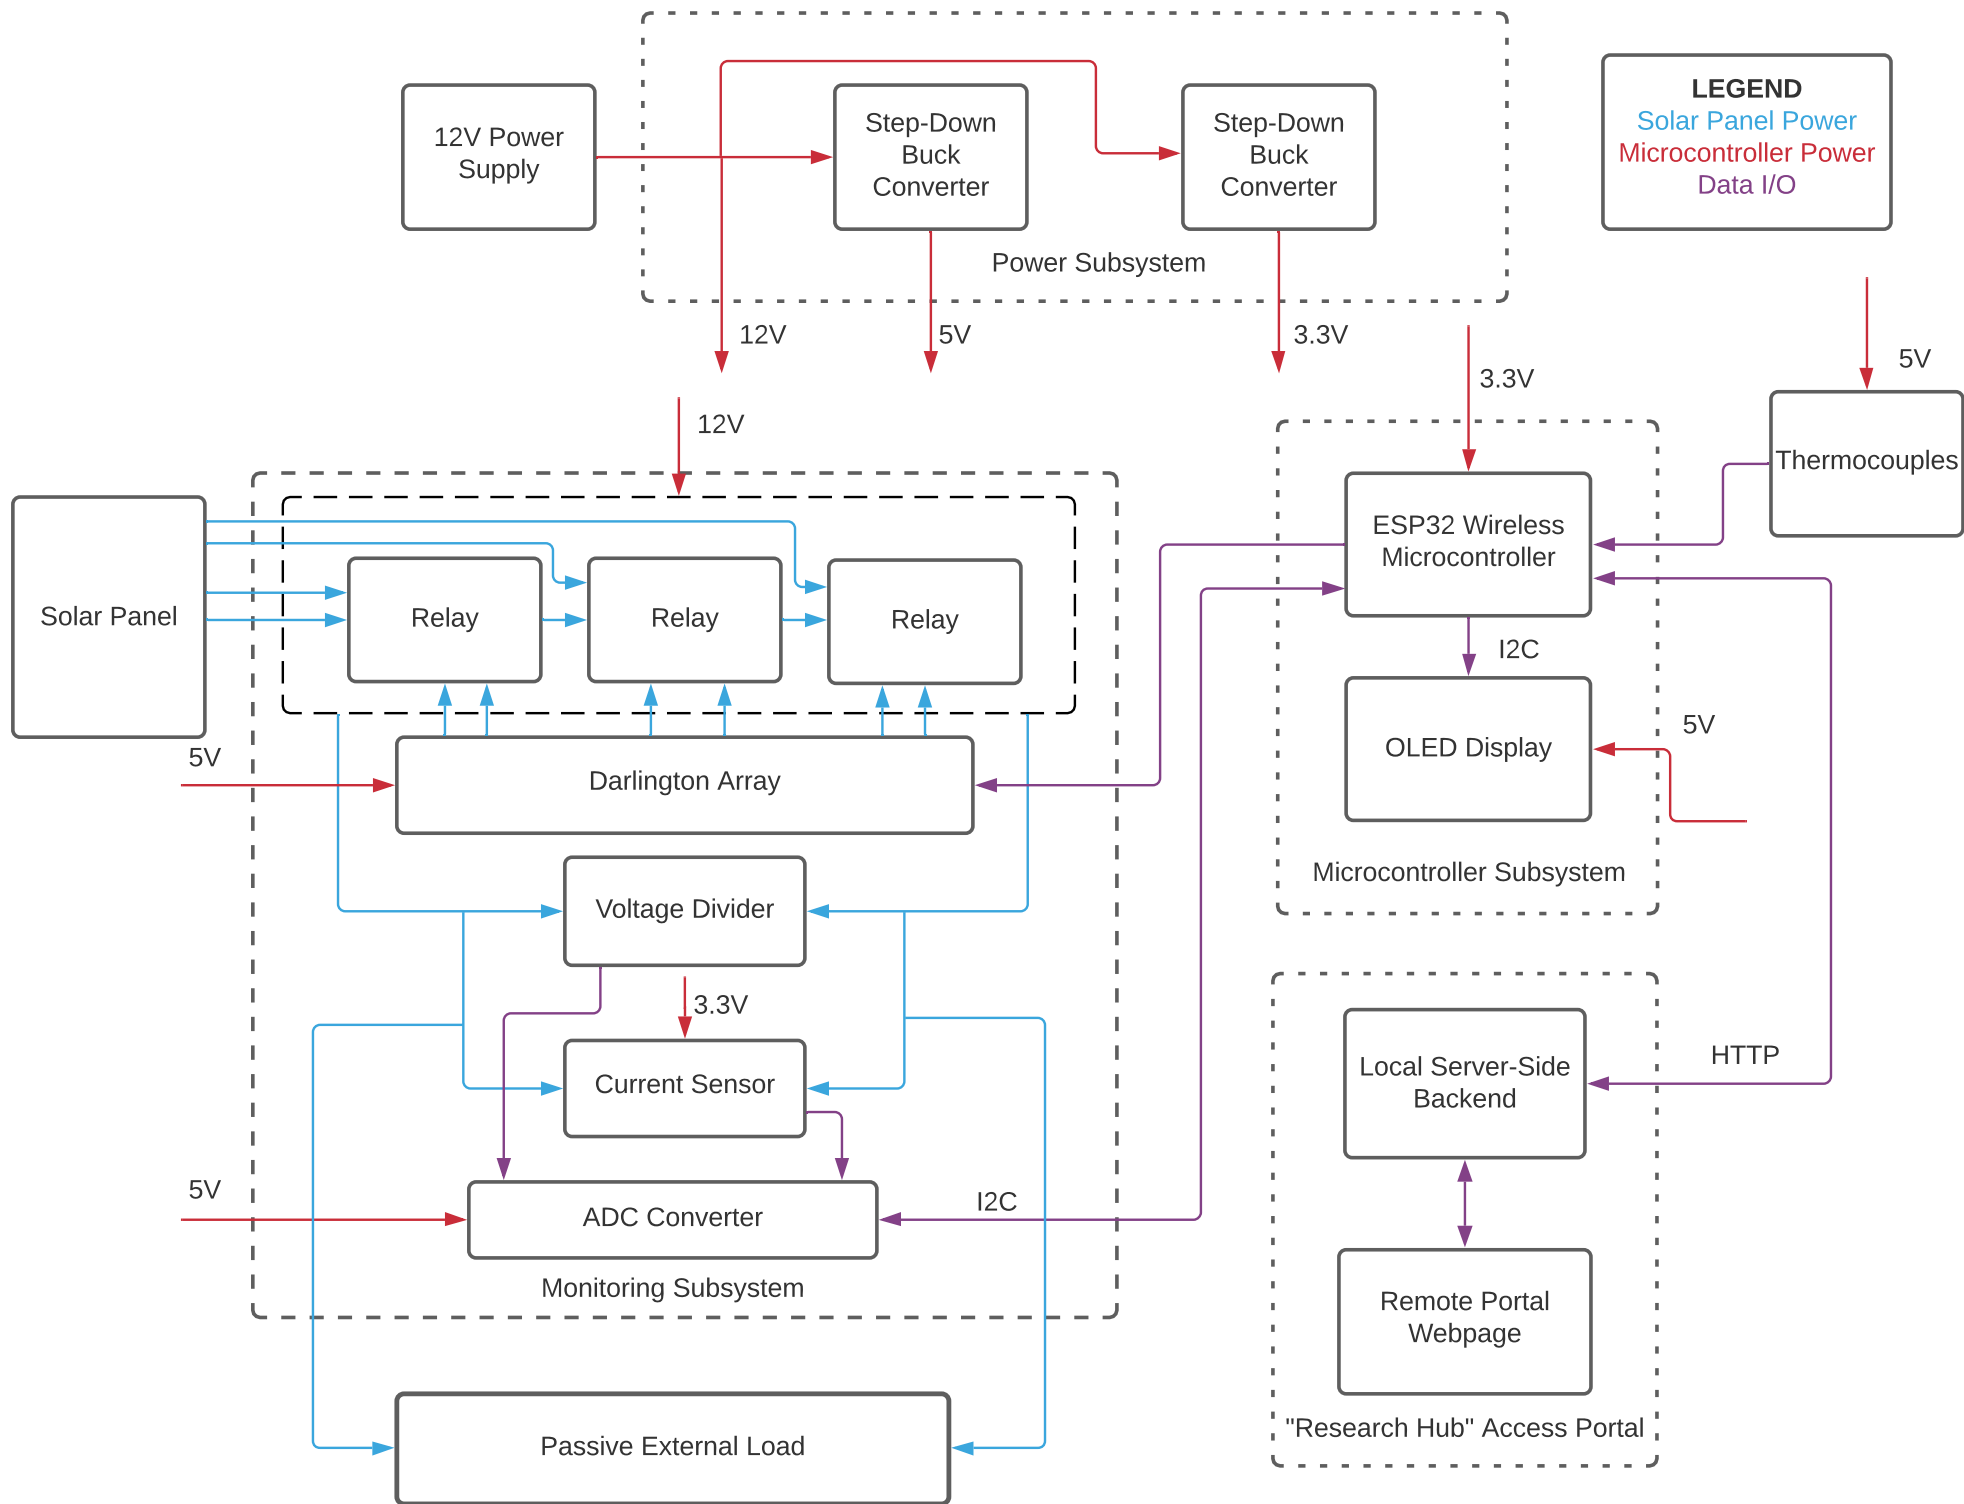 12V Power
Supply
Step-Down
Buck
Converter
Step-Down
Buck
Converter
Power Subsystem
LEGEND
Solar Panel Power
Microcontroller Power
Data I/O
12V
5V
3.3V
3.3V
5V
12V
Thermocouples
Solar Panel
Relay
Relay
Relay
ESP32 Wireless
Microcontroller
I2C
5V
Darlington Array
OLED Display
5V
Microcontroller Subsystem
Voltage Divider
3.3V
Current Sensor
5V
ADC Converter
I2C
Monitoring Subsystem
Local Server-Side
Backend
HTTP
Remote Portal
Webpage
"Research Hub" Access Portal
Passive External Load